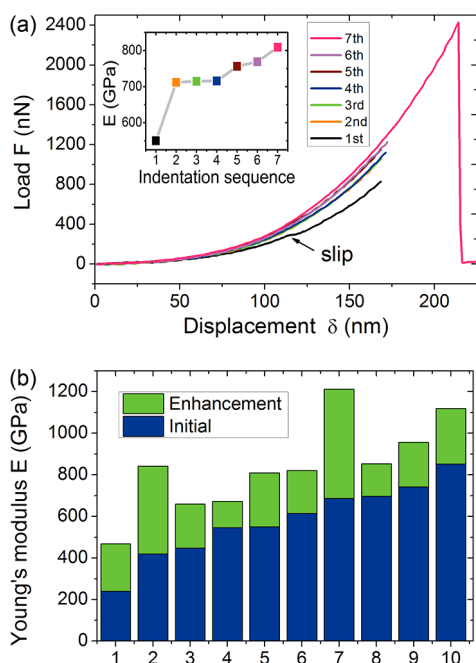 (a)
2400
2000
1600
1200
800
400
0
Load F (nN)
0 50 100 150 200
Displacement δ (nm)
800
700
600
E (GPa)
1 2 3 4 5 6 7
Indentation sequence
7th
6th
5th
4th
3rd
2nd
1st
slip
(b)
1200
1000
800
600
400
200
0
Young's modulus E (GPa)
Enhancement
Initial
1 2 3 4 5 6 7 8 9 10